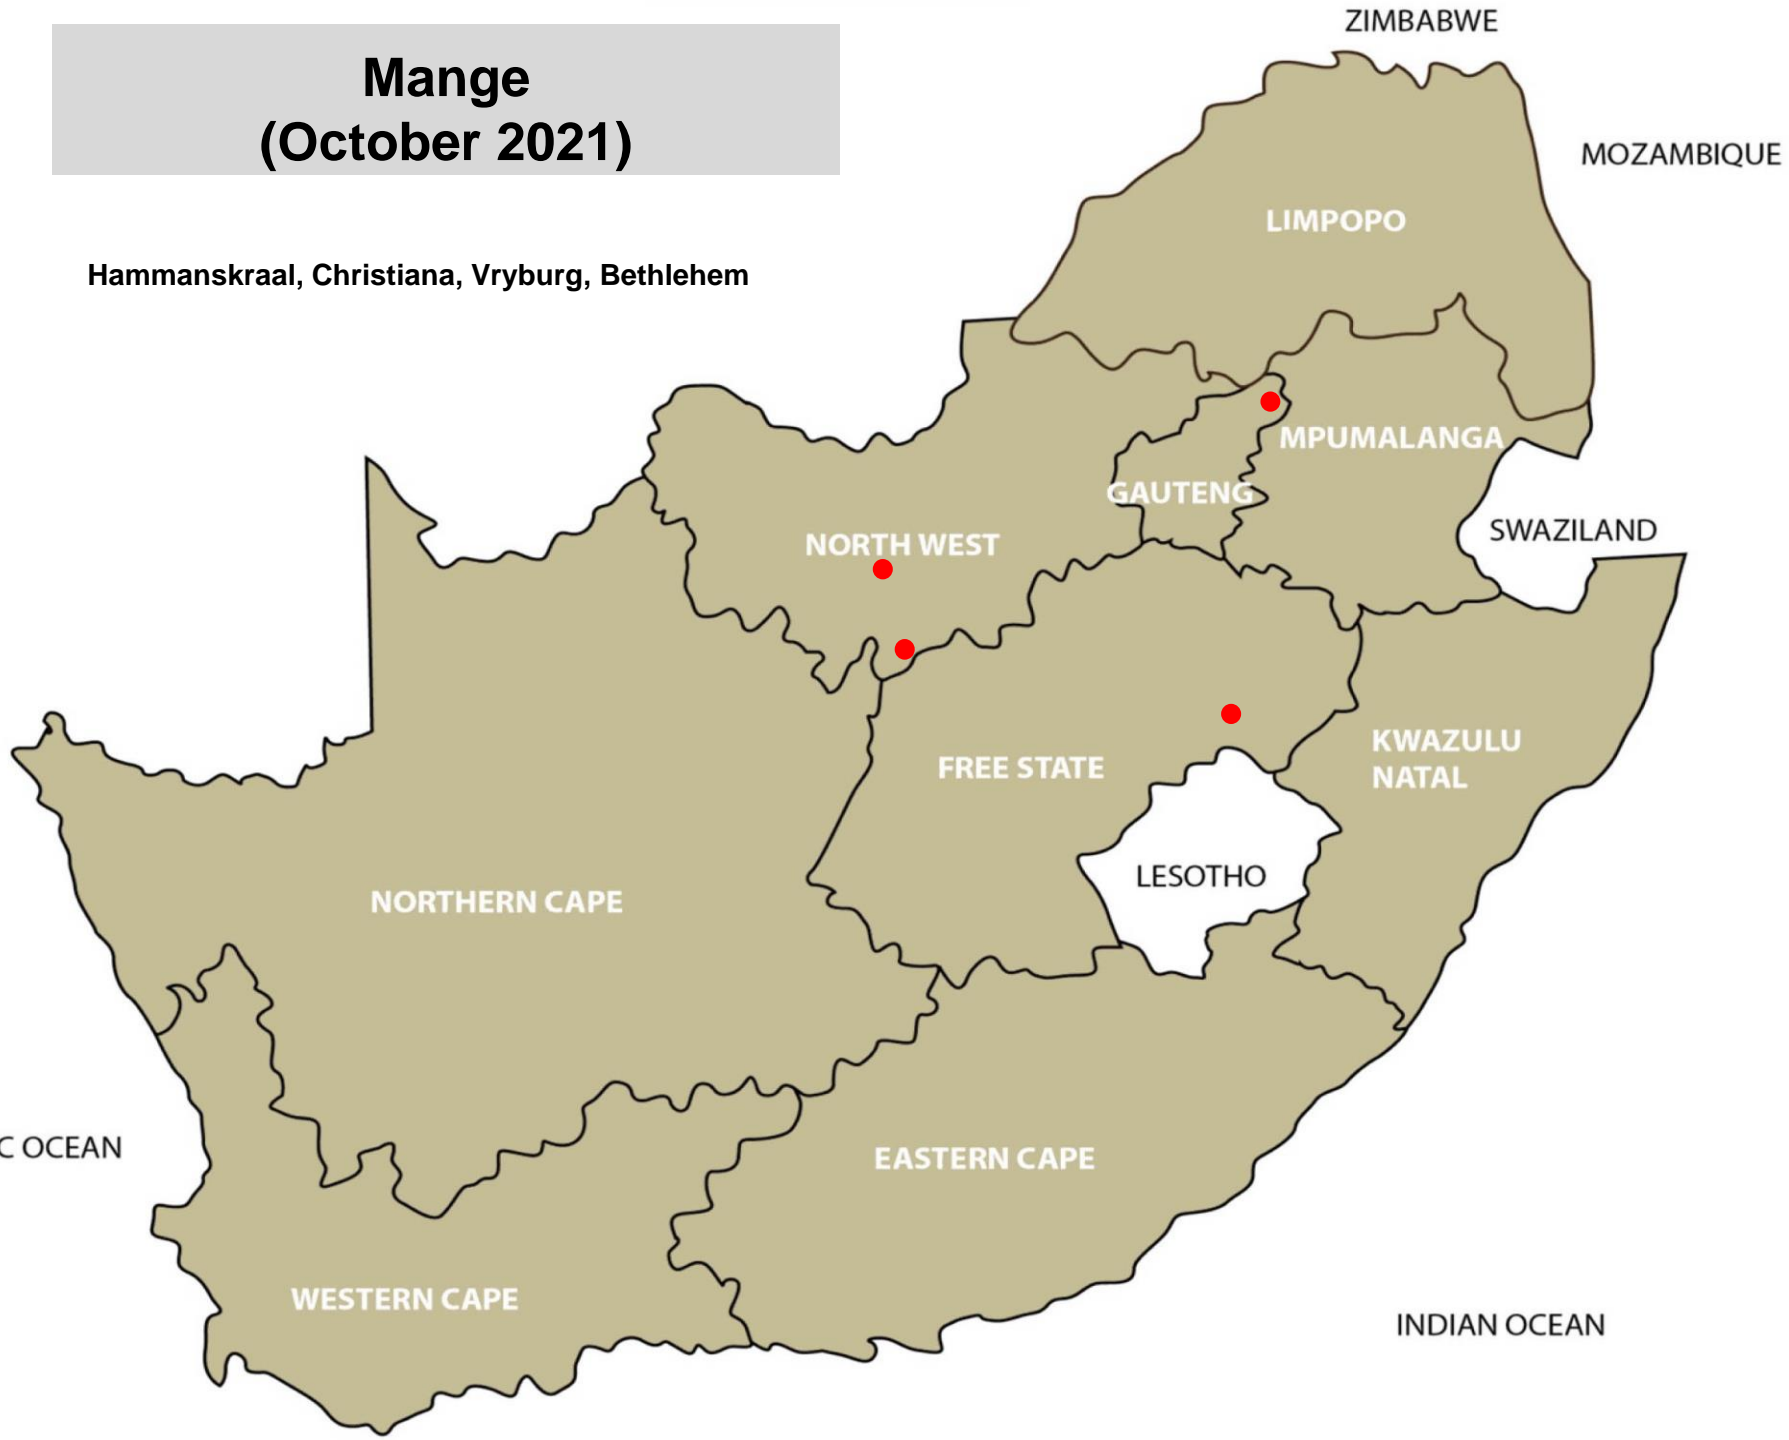 Mange
(October 2021)
Hammanskraal, Christiana, Vryburg, Bethlehem
ZIMBABWE
MOZAMBIQUE
LIMPOPO
MPUMALANGA
GAUTENG
SWAZILAND
NORTH WEST
KWAZULU
NATAL
FREE STATE
LESOTHO
NORTHERN CAPE
C OCEAN
EASTERN CAPE
WESTERN CAPE
INDIAN OCEAN